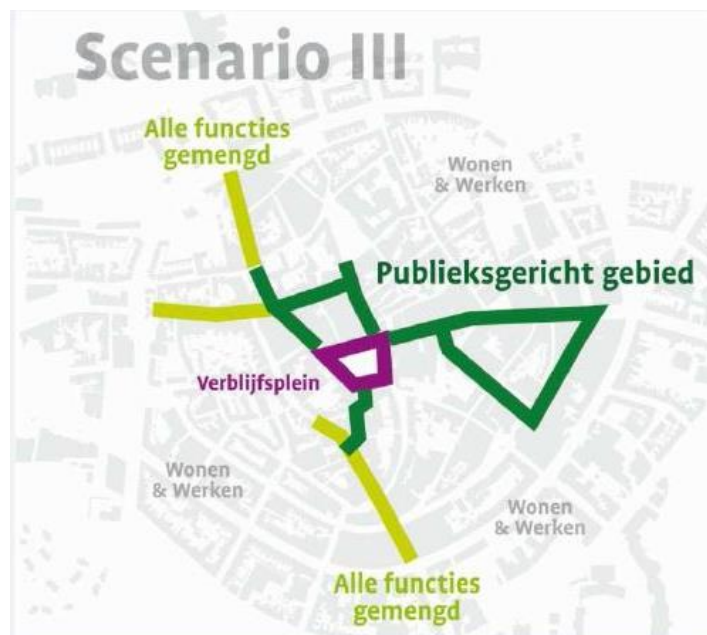 Scenario III
Alle functies
gemengd
Wonen
& Werken
Publieksgericht gebied
Verblijfsplein
Wonen
& Werken
Wonen
& Werken
Alle functies
gemengd